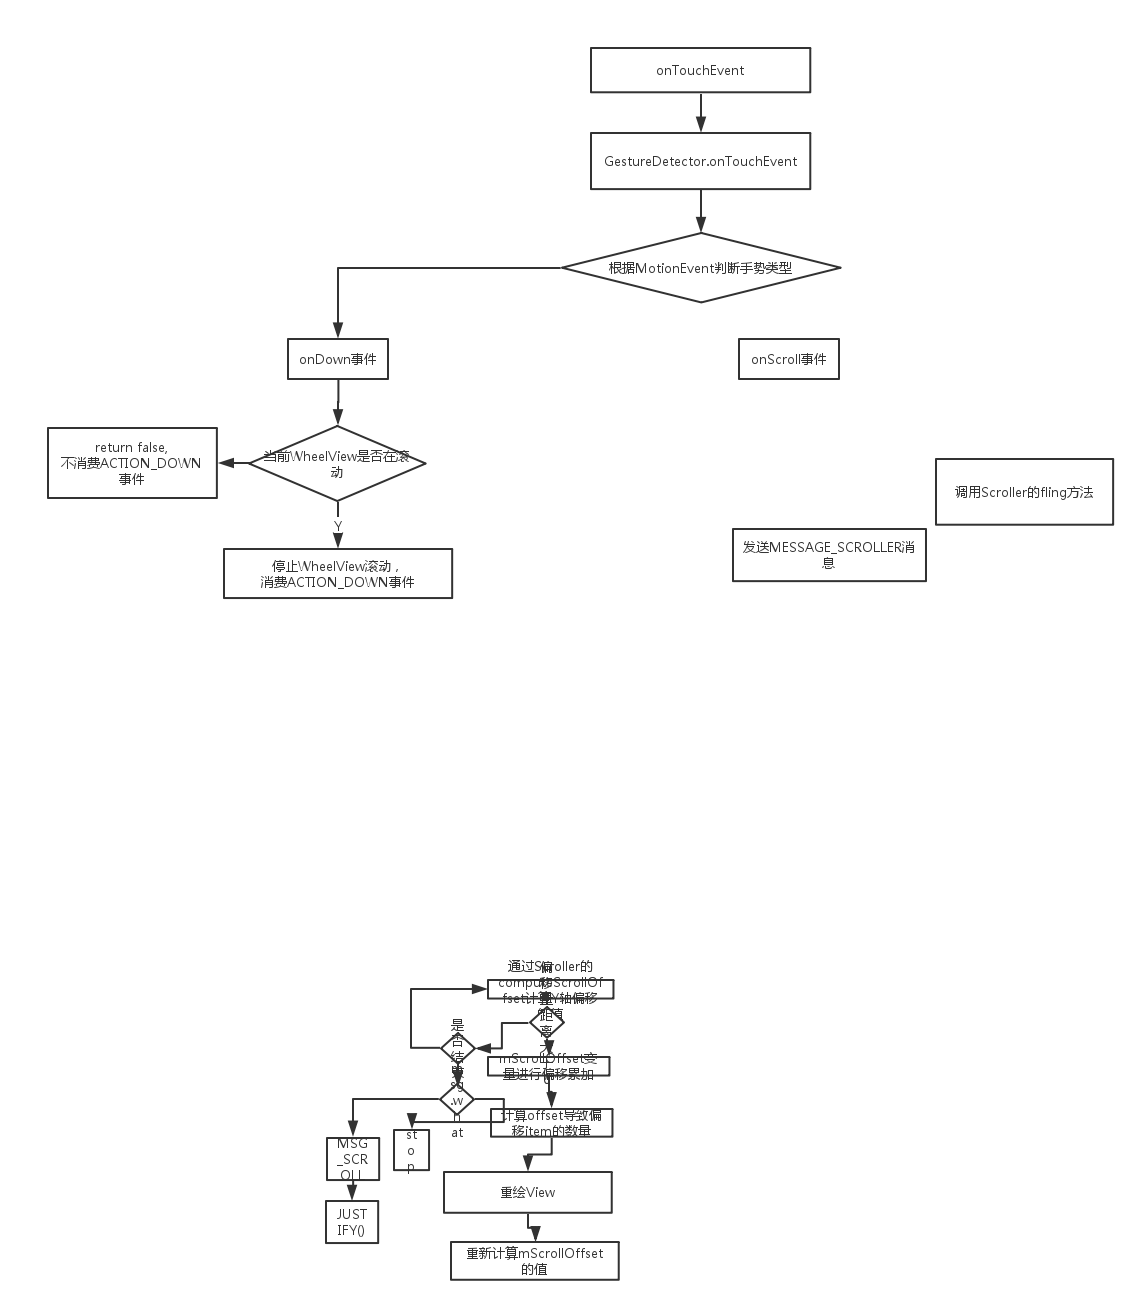 onTouchEvent
GestureDetector.onTouchEvent
根据MotionEvent判断手势类型
onDown事件
onScroll事件
当前WheelView是否在滚
动
return false,
不消费ACTION_DOWN
事件
调用Scroller的fling方法
Y
发送MESSAGE_SCROLLER消
息
停止WheelView滚动，
消费ACTION_DOWN事件
通过Scroller的
computeScrollOf
fset计算Y轴偏移
的值
偏
移
距
离
大
是
否
结
束
mScrollOffset变
量进行偏移累加
sg
.w
h
at
计算offset导致偏
移item的数量
st
o
p
MSG
_SCR
OLL
重绘View
JUST
IFY()
重新计算mScrollOffset
的值